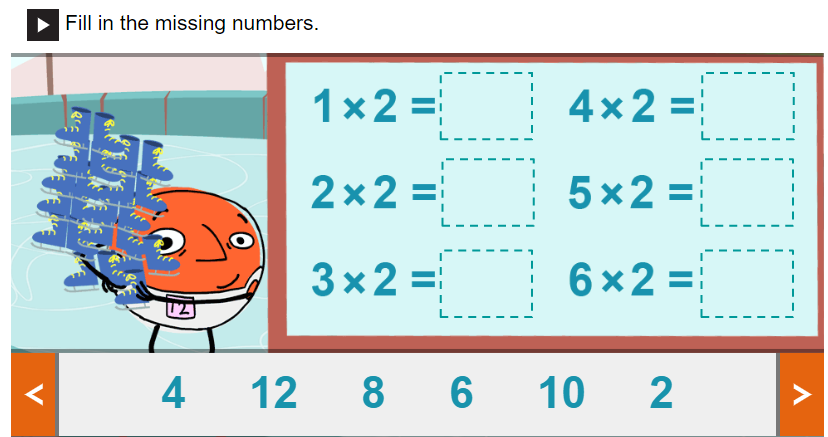 Fill in the missing numbers.
1 × 2 = 4 × 2 =
2 × 2 = 5 × 2 =
3 × 2 = 6 × 2 =
12
< 4 12 8 6 10 2 >